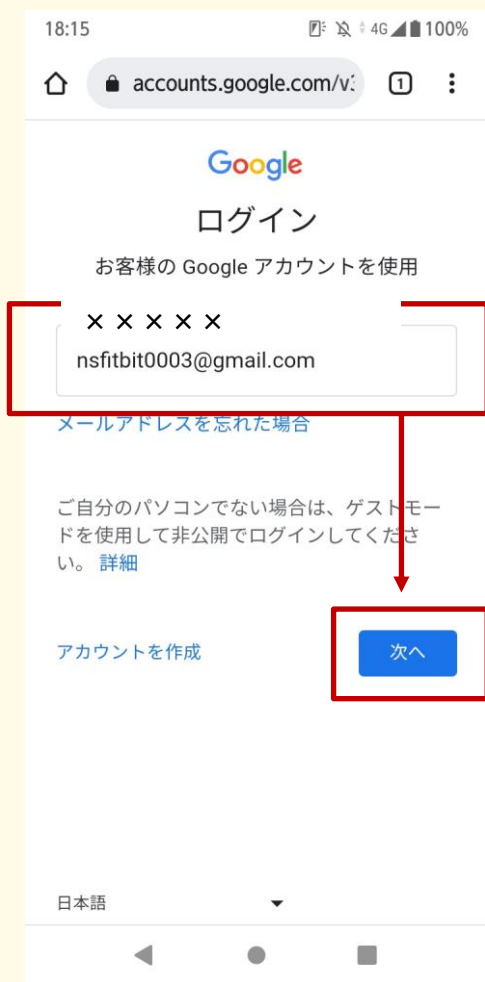 18:15 4G 100%
accounts.google.com/v3 1
Google
ログイン
お客様の Google アカウントを使用
×××××
nsfitbit0003@gmail.com
メールアドレスを忘れた場合
ご自分のパソコンでない場合は、ゲストモー
ドを使用して非公開でログインしてくださ
い。 詳細
アカウントを作成 次へ
日本語